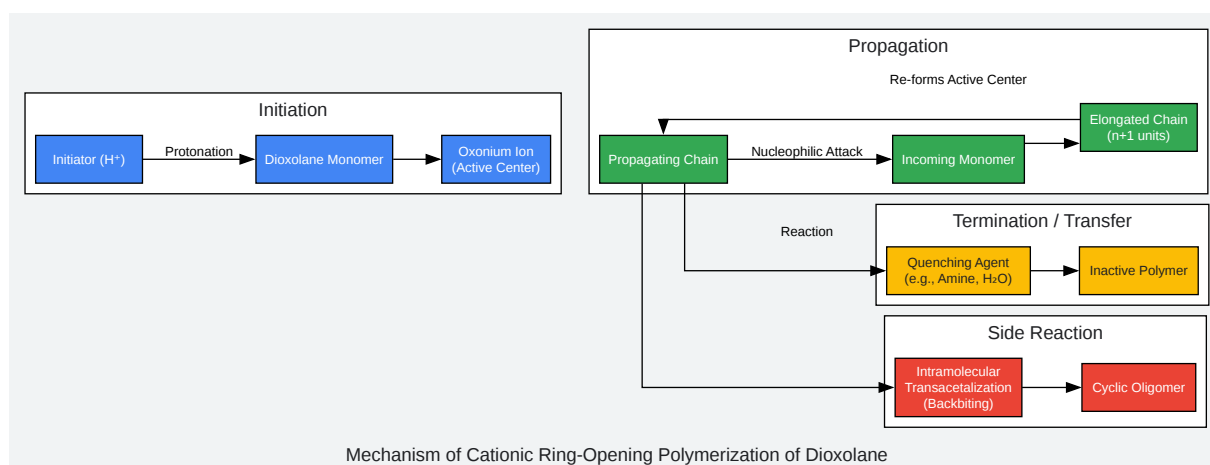 Initiation
Initiator (H⁺)
Protonation
Dioxolane Monomer
Oxonium Ion
(Active Center)
Propagation
Re-forms Active Center
Propagating Chain
Nucleophilic Attack
Incoming Monomer
Elongated Chain
(n+1 units)
Termination / Transfer
Reaction
Quenching Agent
(e.g., Amine, H₂O)
Inactive Polymer
Side Reaction
Intramolecular
Transacetalization
(Backbiting)
Cyclic Oligomer
Mechanism of Cationic Ring-Opening Polymerization of Dioxolane